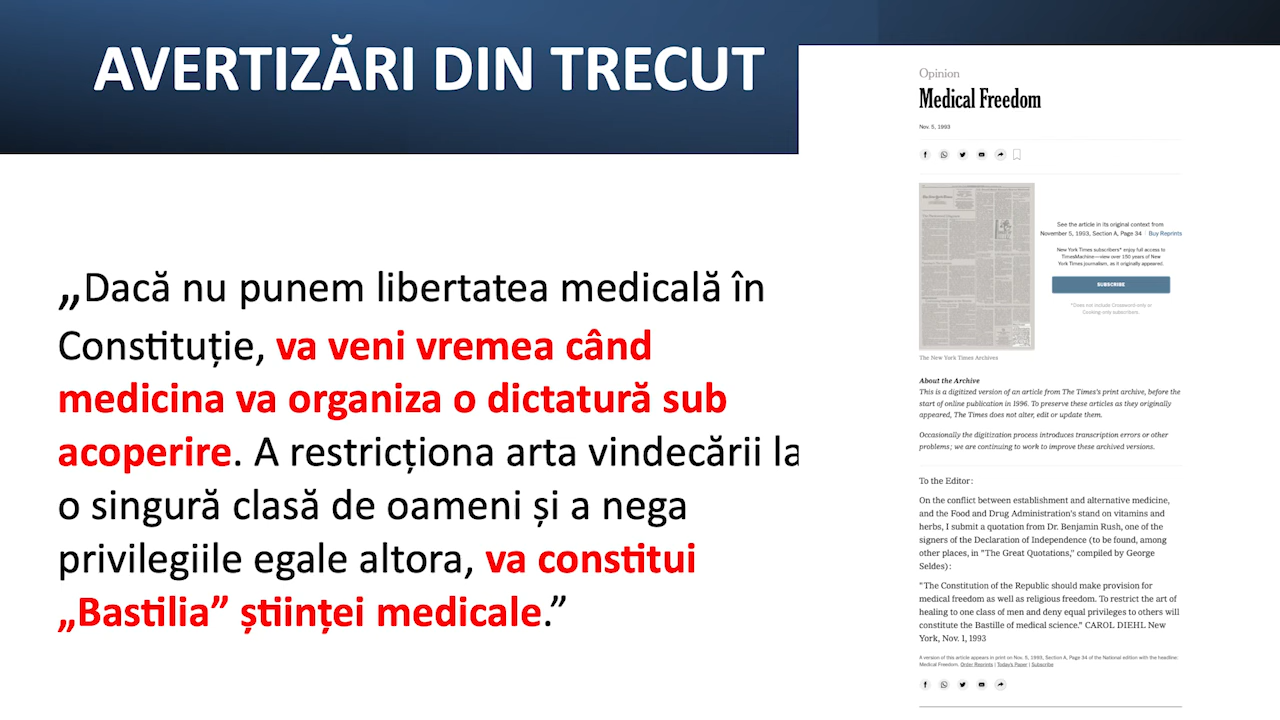 AVERTIZĂRI DIN TRECUT
„Dacă nu punem libertatea medicală în
Constituție, va veni vremea când
medicina va organiza o dictatură sub
acoperire. A restricționa arta vindecării la
o singură clasă de oameni și a nega
privilegiile egale altora, va constitui
„Bastilia” științei medicale.”
Opinion
Medical Freedom
Nov. 5, 1993
See the article in its original context from
November 5, 1993, Section A, Page 34 | Buy Reprints
New York Times subscribers* enjoy full access to
TimesMachine—view over 150 years of New
York Times journalism, as it originally appeared.
SUBSCRIBE
*Does not include Crossword-only or
Cooking-only subscribers.
The New York Times Archives
About the Archive
This is a digitized version of an article from The Times's print archive, before the
start of online publication in 1996. To preserve these articles as they originally
appeared, The Times does not alter, edit or update them.
Occasionally the digitization process introduces transcription errors or other
problems; we are continuing to work to improve these archived versions.
To the Editor:
On the conflict between establishment and alternative medicine,
and the Food and Drug Administration's stand on vitamins and
herbs, I submit a quotation from Dr. Benjamin Rush, one of the
signers of the Declaration of Independence (to be found, among
other places, in "The Great Quotations," compiled by George
Seldes):
"The Constitution of the Republic should make provision for
medical freedom as well as religious freedom. To restrict the art of
healing to one class of men and deny equal privileges to others will
constitute the Bastille of medical science." CAROL DIEHL New
York, Nov. 1, 1993
A version of this article appears in print on Nov. 5, 1993, Section A, Page 34 of the National edition with the headline:
Medical Freedom. Order Reprints | Today's Paper | Subscribe